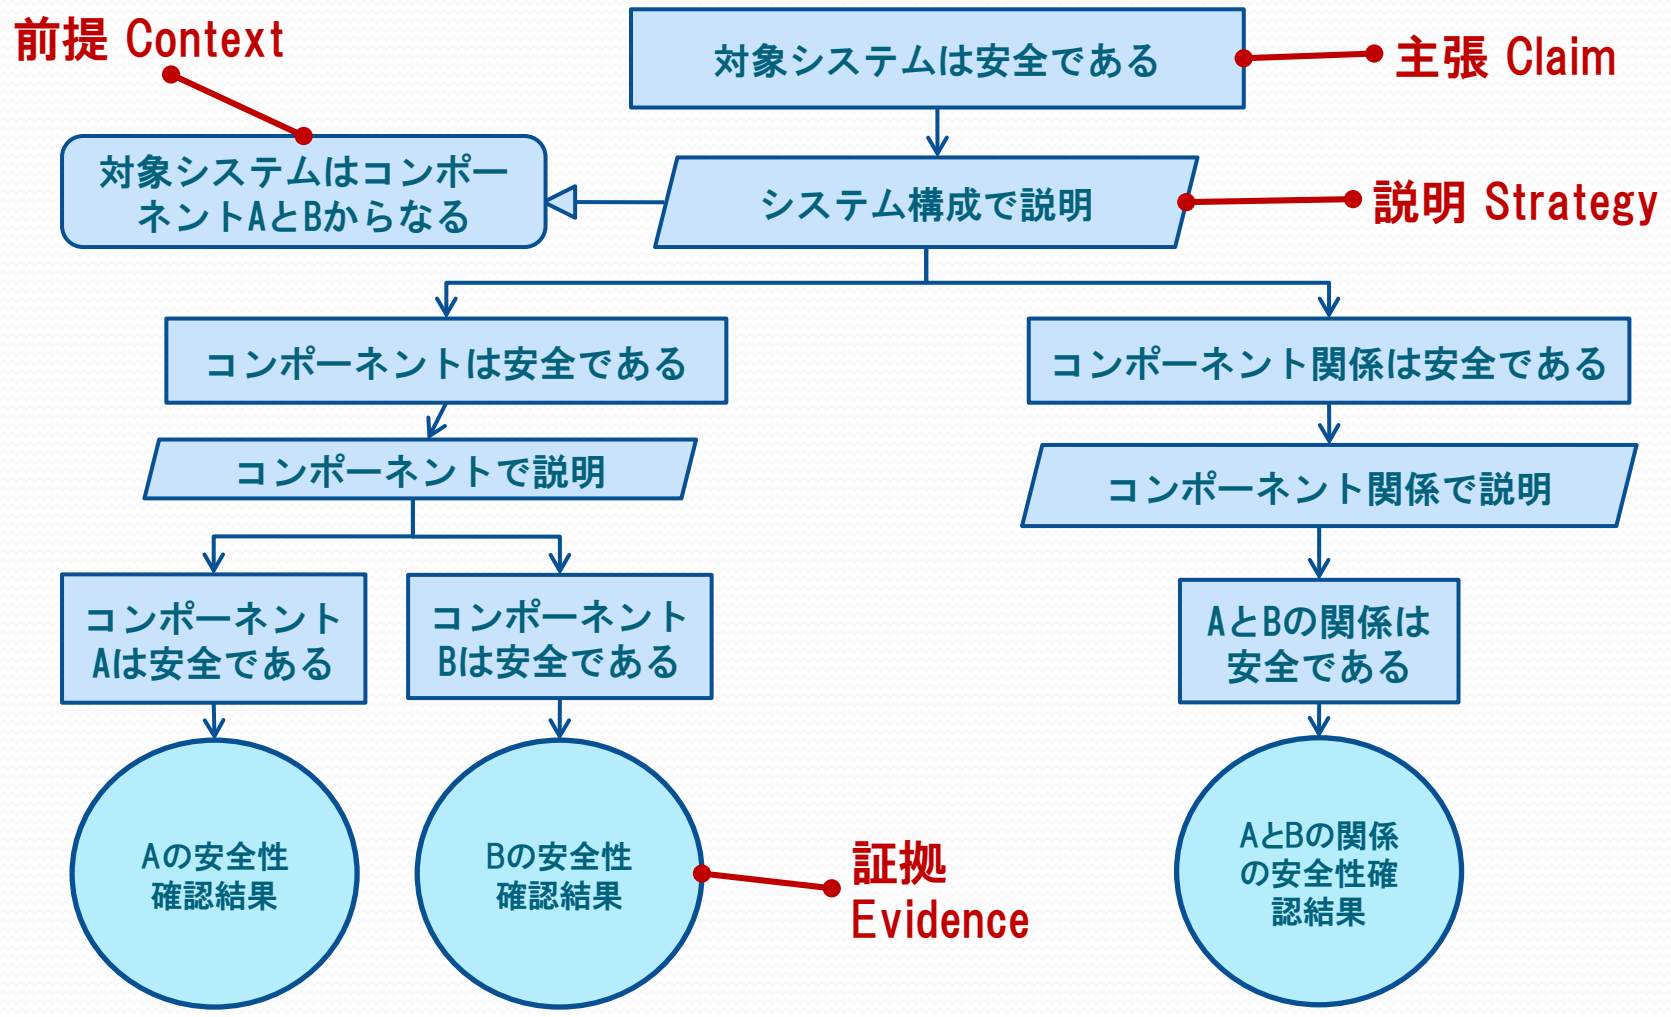 前提 Context
対象システムは安全である
主張 Claim
対象システムはコンポー
ネントAとBからなる
システム構成で説明
説明 Strategy
コンポーネントは安全である
コンポーネント関係は安全である
コンポーネントで説明
コンポーネント関係で説明
コンポーネント
Aは安全である
コンポーネント
Bは安全である
AとBの関係は
安全である
Aの安全性
確認結果
Bの安全性
確認結果
証拠
Evidence
AとBの関係
の安全性確
認結果